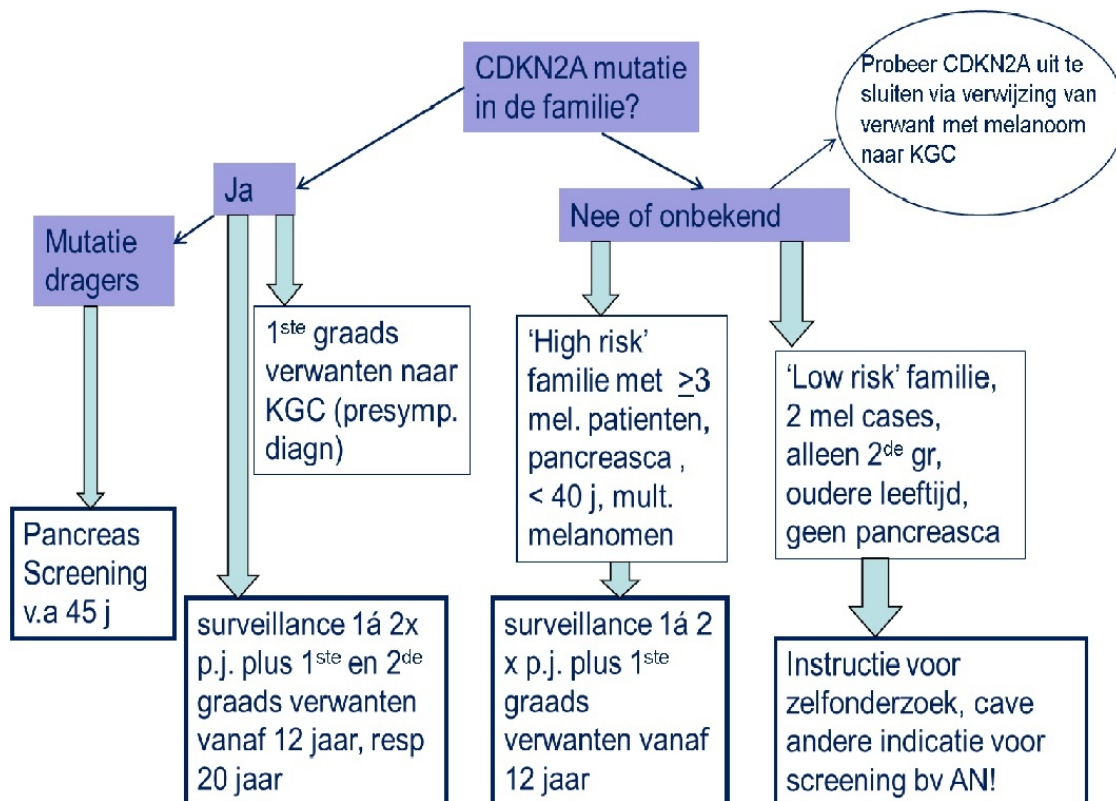 CDKN2A mutatie
in de familie?
Probeer CDKN2A uit te
sluiten via verwijzing van
verwant met melanoom
naar KGC
Ja
Nee of onbekend
Mutatie
dragers
1ste graads
verwanten naar
KGC (presymp.
diagn)
‘High risk’
familie met ≥3
mel. patienten,
pancreasca ,
< 40 j, mult.
melanomen
‘Low risk’ familie,
2 mel cases,
alleen 2de gr,
oudere leeftijd,
geen pancreasca
Pancreas
Screening
v.a 45 j
surveillance 1á 2x
p.j. plus 1ste en 2de
graads verwanten
vanaf 12 jaar, resp
20 jaar
surveillance 1á 2
x p.j. plus 1ste
graads
verwanten vanaf
12 jaar
Instructie voor
zelfonderzoek, cave
andere indicatie voor
screening bv AN!